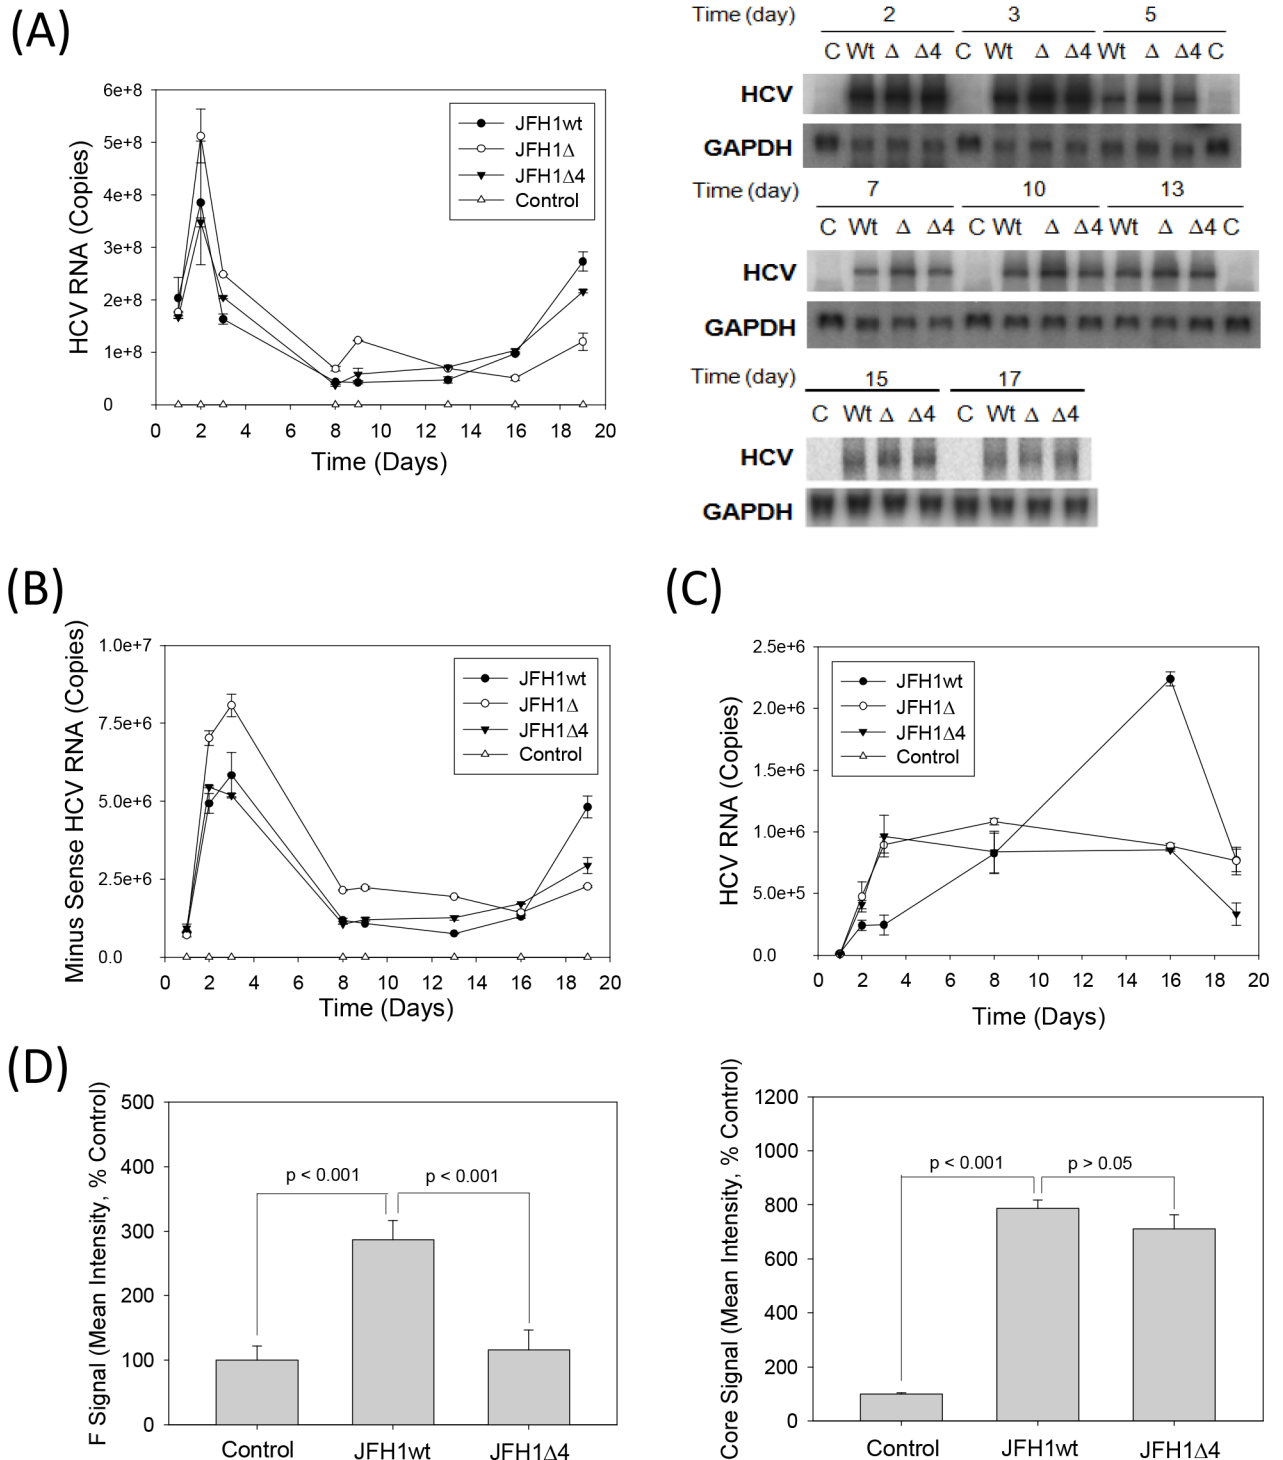 (A)
HCV RNA (Copies)
6e+8
5e+8
4e+8
3e+8
2e+8
1e+8
0
0 2 4 6 8 10 12 14 16 18 20
Time (Days)
JFH1wt
JFH1Δ
JFH1Δ4
Control
Time (day) 2 3 5
C Wt Δ Δ4 C Wt Δ Δ4 Wt Δ Δ4 C
HCV
GAPDH
Time (day) 7 10 13
C Wt Δ Δ4 C Wt Δ Δ4 Wt Δ Δ4 C
HCV
GAPDH
Time (day) 15 17
C Wt Δ Δ4 C Wt Δ Δ4
HCV
GAPDH
(B)
Minus Sense HCV RNA (Copies)
1.0e+7
7.5e+6
5.0e+6
2.5e+6
0.0
0 2 4 6 8 10 12 14 16 18 20
Time (Days)
JFH1wt
JFH1Δ
JFH1Δ4
Control
(C)
HCV RNA (Copies)
2.5e+6
2.0e+6
1.5e+6
1.0e+6
5.0e+5
0.0
0 2 4 6 8 10 12 14 16 18 20
Time (Days)
JFH1wt
JFH1Δ
JFH1Δ4
Control
(D)
F Signal (Mean Intensity, % Control)
500
400
300
200
100
0
p < 0.001 p < 0.001
Control JFH1wt JFH1Δ4
Core Signal (Mean Intensity, % Control)
1200
1000
800
600
400
200
0
p < 0.001 p > 0.05
Control JFH1wt JFH1Δ4